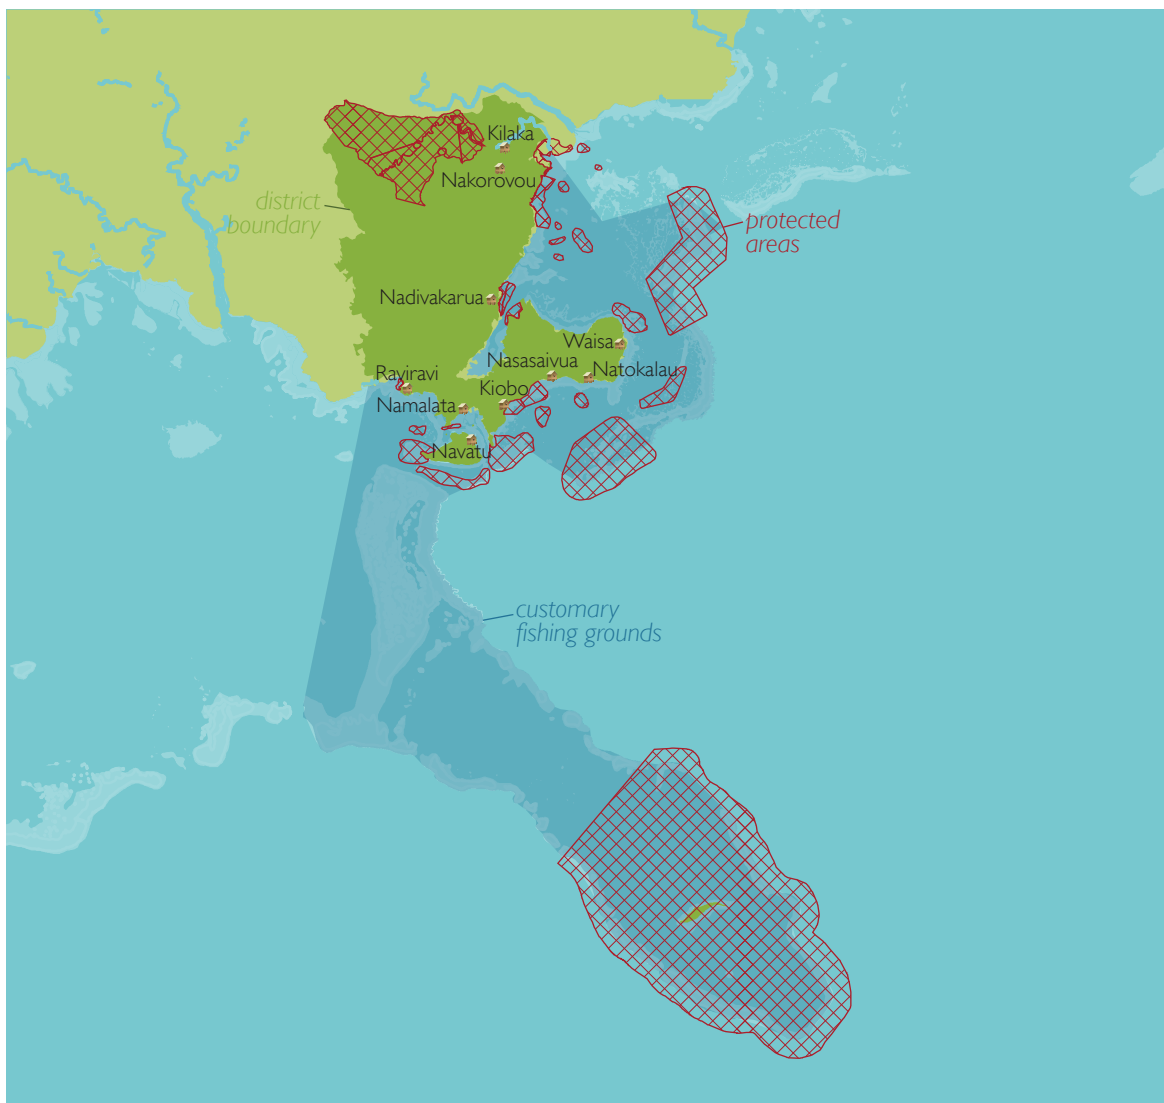 Kilaka
Nakorovou
district
boundary
protected
areas
Nadivakarua
Waisa
Nasasaivua
Natokalau
Raviravi
Kiobo
Namalata
Navatu
customary
fishing grounds